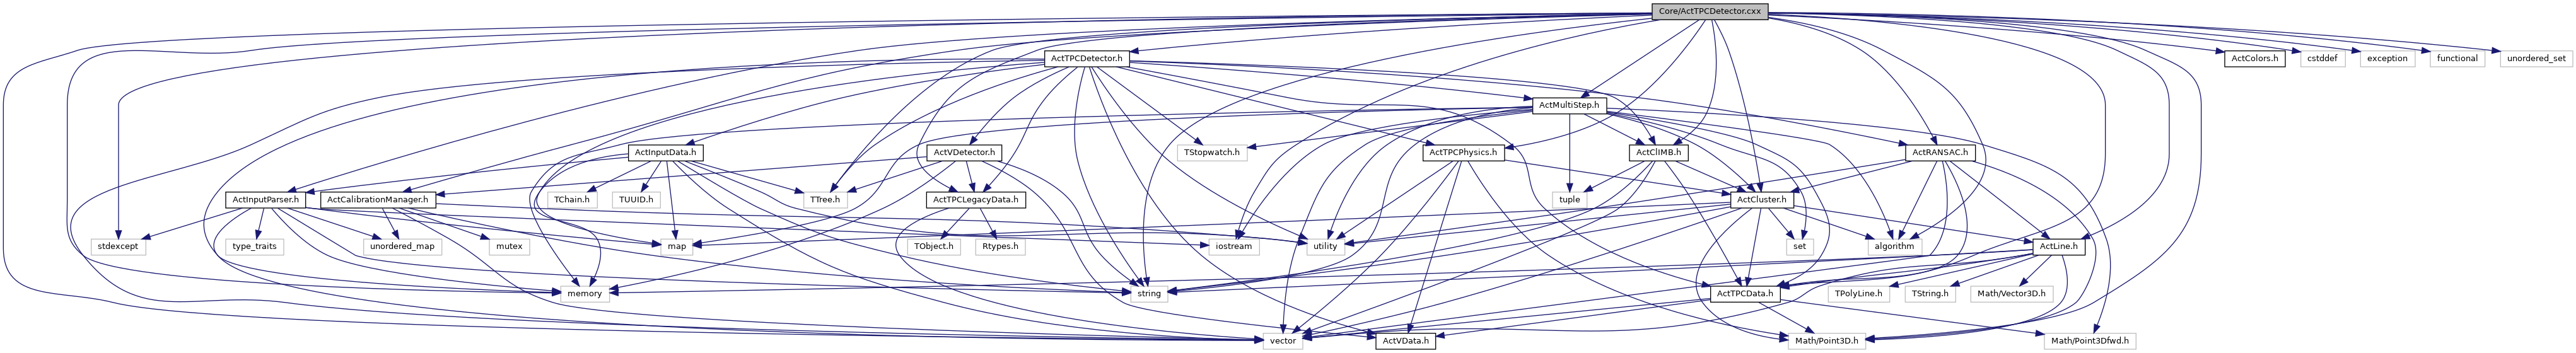 Core/ActTPCDetector.cxx
ActTPCDetector.h
ActColors.h
cstddef
exception
functional
unordered_set
ActMultiStep.h
ActInputData.h
ActVDetector.h
TStopwatch.h
ActTPCPhysics.h
ActClIMB.h
ActRANSAC.h
ActInputParser.h
ActCalibrationManager.h
TChain.h
TUUID.h
TTree.h
ActTPCLegacyData.h
tuple
ActCluster.h
stdexcept
type_traits
unordered_map
mutex
map
TObject.h
Rtypes.h
iostream
utility
set
algorithm
ActLine.h
memory
string
ActTPCData.h
TPolyLine.h
TString.h
Math/Vector3D.h
vector
ActVData.h
Math/Point3D.h
Math/Point3Dfwd.h